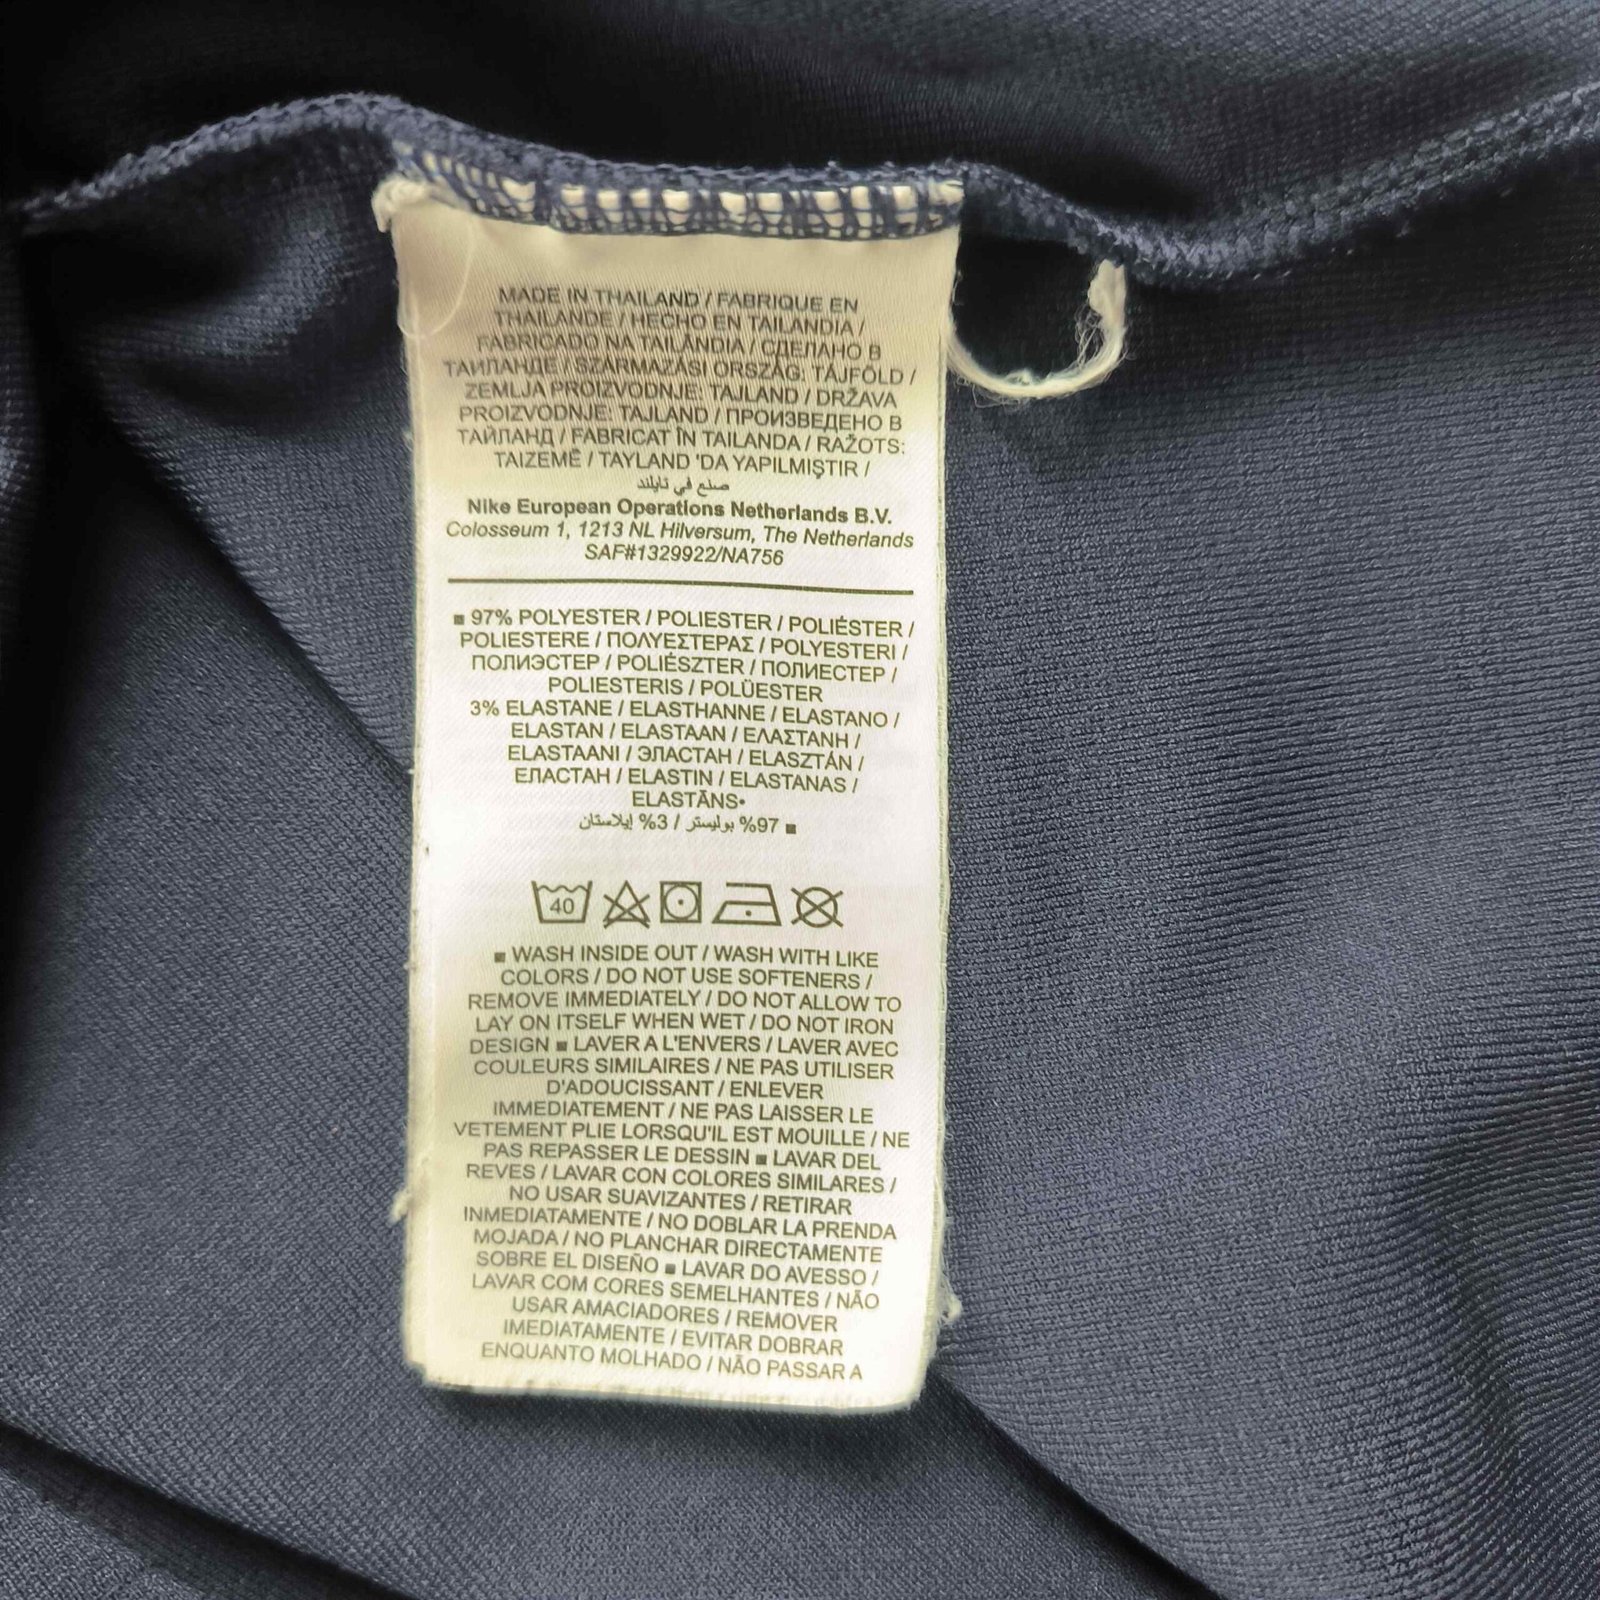 MADE IN THAILAND / FABRIQUE EN
THAILANDE / HECHO EN TAILANDIA /
FABRICADO NA TAILÂNDIA / СДЕЛАНО В
ТАИЛАНДЕ / SZÁRMAZÁSI ORSZÁG: TAJFÖLD /
ZEMLJA PROIZVODNJE: TAJLAND / DRŽAVA
PROIZVODNJE: TAJLAND / ПРОИЗВЕДЕНО В
ТАЙЛАНД / FABRICAT ÎN TAILANDA / RAŽOTS:
TAIZEMĒ / TAYLAND 'DA YAPILMIŞTIR /
صنع في تايلند
Nike European Operations Netherlands B.V.
Colosseum 1, 1213 NL Hilversum, The Netherlands
SAF#1329922/NA756
■ 97% POLYESTER / POLIESTER / POLIÉSTER /
POLIESTERE / ΠΟΛΥΕΣΤΕΡΑΣ / POLYESTERI /
ПОЛИЭСТЕР / POLIÉSZTER / ПОЛИЕСТЕР /
POLIESTERIS / POLÜESTER
3% ELASTANE / ELASTHANNE / ELASTANO /
ELASTAN / ELASTAAN / ΕΛΑΣΤΑΝΗ /
ELASTAANI / ЭЛАСТАН / ELASZTÁN /
ЕЛАСТАН / ELASTIN / ELASTANAS /
ELASTĀNS•
■ 97% بوليستر / 3% إيلاستان
40
■ WASH INSIDE OUT / WASH WITH LIKE
COLORS / DO NOT USE SOFTENERS /
REMOVE IMMEDIATELY / DO NOT ALLOW TO
LAY ON ITSELF WHEN WET / DO NOT IRON
DESIGN ■ LAVER A L'ENVERS / LAVER AVEC
COULEURS SIMILAIRES / NE PAS UTILISER
D'ADOUCISSANT / ENLEVER
IMMEDIATEMENT / NE PAS LAISSER LE
VETEMENT PLIE LORSQU'IL EST MOUILLE / NE
PAS REPASSER LE DESSIN ■ LAVAR DEL
REVES / LAVAR CON COLORES SIMILARES /
NO USAR SUAVIZANTES / RETIRAR
INMEDIATAMENTE / NO DOBLAR LA PRENDA
MOJADA / NO PLANCHAR DIRECTAMENTE
SOBRE EL DISEÑO ■ LAVAR DO AVESSO /
LAVAR COM CORES SEMELHANTES / NÃO
USAR AMACIADORES / REMOVER
IMEDIATAMENTE / EVITAR DOBRAR
ENQUANTO MOLHADO / NÃO PASSAR A